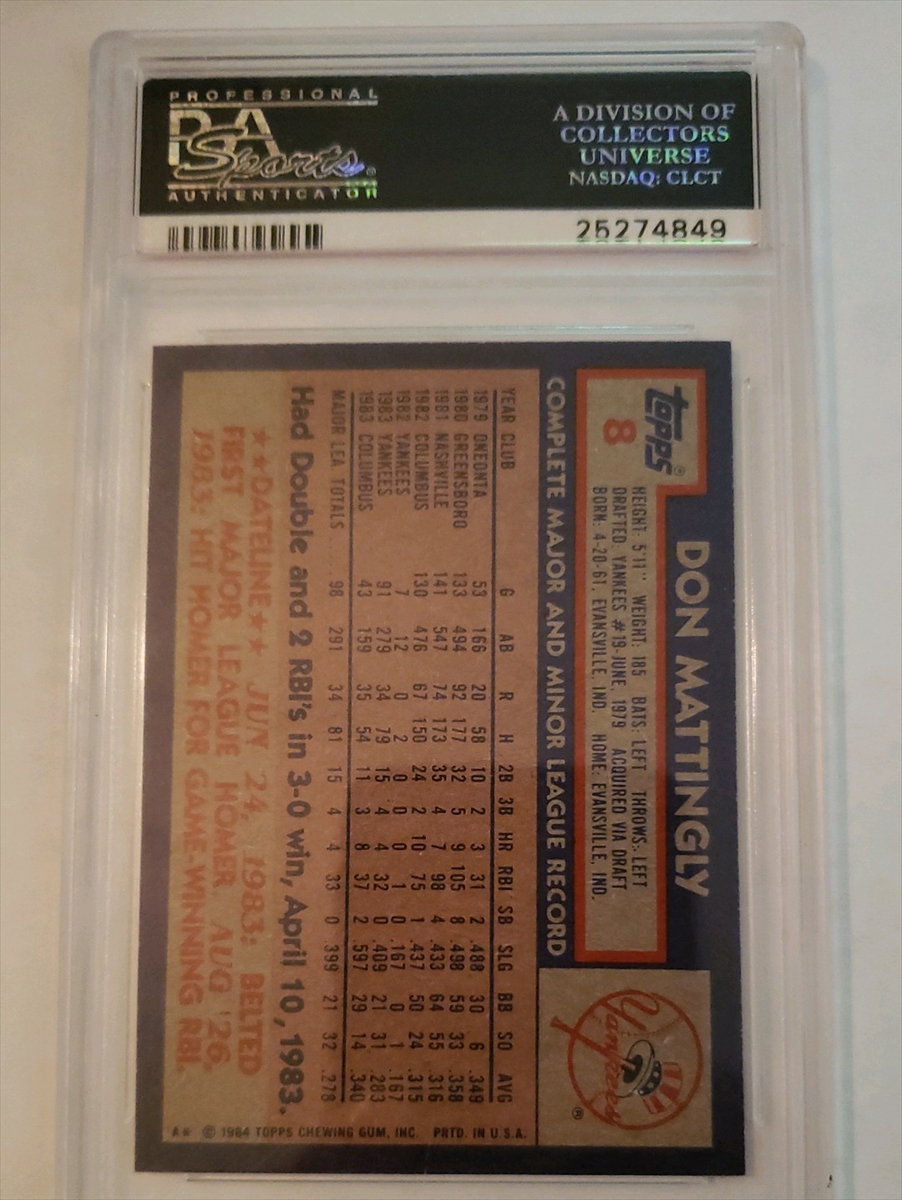 PROFESSIONAL
PSA
Sports®
AUTHENTICATOR
A DIVISION OF
COLLECTORS
UNIVERSE
NASDAQ: CLCT
25274849
Topps®
8
DON MATTINGLY
HEIGHT: 5'11" WEIGHT: 185 BATS: LEFT THROWS: LEFT
DRAFTED: YANKEES #19-JUNE, 1979 ACQUIRED VIA DRAFT
BORN: 4-20-61, EVANSVILLE, IND. HOME: EVANSVILLE, IND.
Yankees®
COMPLETE MAJOR AND MINOR LEAGUE RECORD
YEAR CLUB G AB R H 2B 3B HR RBI SB SLG BB SO AVG
1979 ONEONTA 53 166 20 58 10 2 3 31 2 .488 30 6 .349
1980 GREENSBORO 133 494 92 177 32 5 9 105 8 .498 59 33 .358
1981 NASHVILLE 141 547 74 173 35 4 7 98 4 .433 64 55 .316
1982 COLUMBUS 130 476 67 150 24 2 10 75 1 .437 50 24 .315
1982 YANKEES 7 12 0 2 0 0 0 1 0 .167 0 1 .167
1983 YANKEES 91 279 34 79 15 4 4 32 0 .409 21 31 .283
1983 COLUMBUS 43 159 35 54 11 3 8 37 2 .597 29 14 .340
MAJOR LEA TOTALS 98 291 34 81 15 4 4 33 0 .399 21 32 .278
Had Double and 2 RBI's in 3-0 win, April 10, 1983.
★★DATELINE★★ JUN 24, 1983: BELTED
FIRST MAJOR LEAGUE HOMER. AUG 26,
1983: HIT HOMER FOR GAME-WINNING RBI.
© 1984 TOPPS CHEWING GUM, INC. PRTD. IN U.S.A.